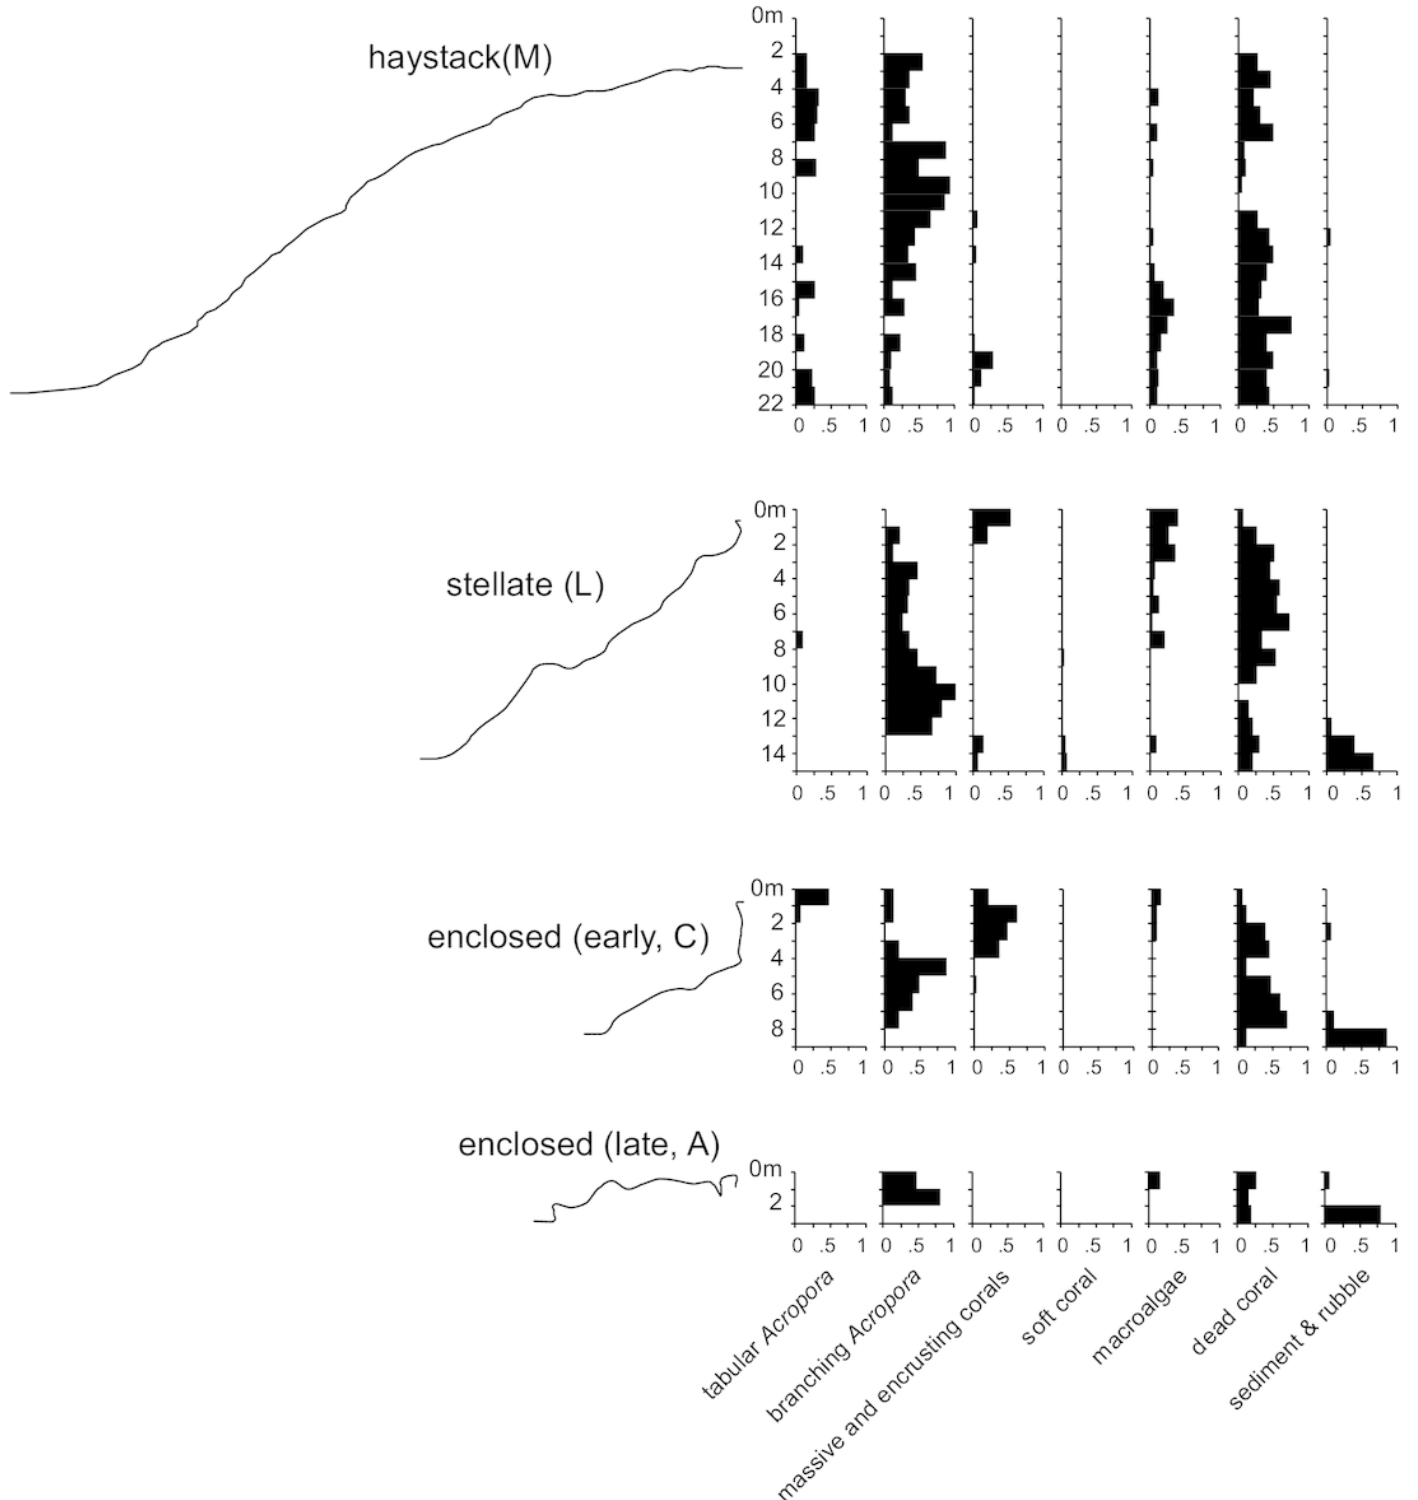 haystack(M)
0m
2
4
6
8
10
12
14
16
18
20
22
0 .5 1 0 .5 1 0 .5 1 0 .5 1 0 .5 1 0 .5 1 0 .5 1
stellate (L)
0m
2
4
6
8
10
12
14
0 .5 1 0 .5 1 0 .5 1 0 .5 1 0 .5 1 0 .5 1 0 .5 1
enclosed (early, C)
0m
2
4
6
8
0 .5 1 0 .5 1 0 .5 1 0 .5 1 0 .5 1 0 .5 1 0 .5 1
enclosed (late, A)
0m
2
0 .5 1 0 .5 1 0 .5 1 0 .5 1 0 .5 1 0 .5 1 0 .5 1
tabular Acropora
branching Acropora
massive and encrusting corals
soft coral
macroalgae
dead coral
sediment & rubble